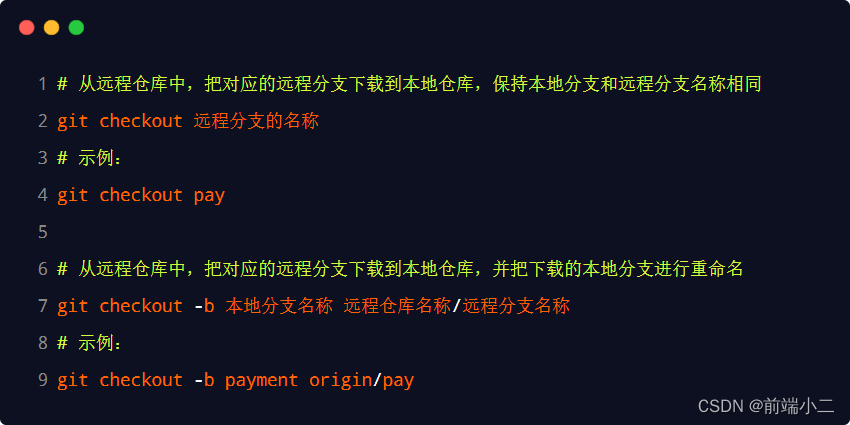 1 # 从远程仓库中，把对应的远程分支下载到本地仓库，保持本地分支和远程分支名称相同
2 git checkout 远程分支的名称
3 # 示例：
4 git checkout pay
5
6 # 从远程仓库中，把对应的远程分支下载到本地仓库，并把下载的本地分支进行重命名
7 git checkout -b 本地分支名称 远程仓库名称/远程分支名称
8 # 示例：
9 git checkout -b payment origin/pay
CSDN @前端小二